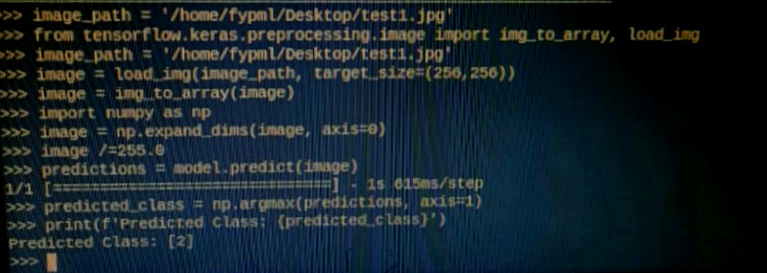 >>> image_path = '/home/fypml/Desktop/test1.jpg'
>>> from tensorflow.keras.preprocessing.image import img_to_array, load_img
>>> image_path = '/home/fypml/Desktop/test1.jpg'
>>> image = load_img(image_path, target_size=(256,256))
>>> image = img_to_array(image)
>>> import numpy as np
>>> image = np.expand_dims(image, axis=0)
>>> image /=255.0
>>> predictions = model.predict(image)
1/1 [==============================] - 1s 615ms/step
>>> predicted_class = np.argmax(predictions, axis=1)
>>> print(f'Predicted Class: {predicted_class}')
Predicted Class: [2]
>>>